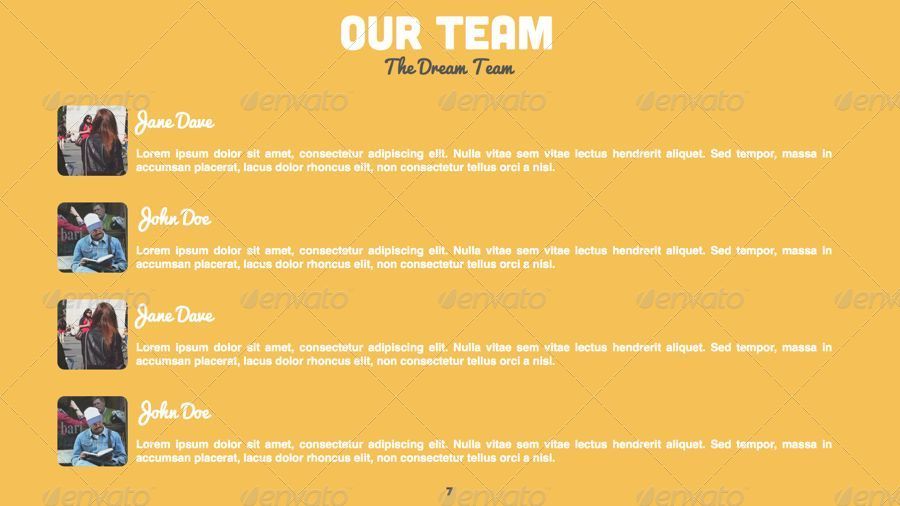 OUR TEAM
The Dream Team
Jane Dave
Lorem ipsum dolor sit amet, consectetur adipiscing elit. Nulla vitae sem vitae lectus hendrerit aliquet. Sed tempor, massa in
accumsan placerat, lacus dolor rhoncus elit, non consectetur tellus orci a nisl.
John Doe
Lorem ipsum dolor sit amet, consectetur adipiscing elit. Nulla vitae sem vitae lectus hendrerit aliquet. Sed tempor, massa in
accumsan placerat, lacus dolor rhoncus elit, non consectetur tellus orci a nisl.
Jane Dave
Lorem ipsum dolor sit amet, consectetur adipiscing elit. Nulla vitae sem vitae lectus hendrerit aliquet. Sed tempor, massa in
accumsan placerat, lacus dolor rhoncus elit, non consectetur tellus orci a nisl.
John Doe
Lorem ipsum dolor sit amet, consectetur adipiscing elit. Nulla vitae sem vitae lectus hendrerit aliquet. Sed tempor, massa in
accumsan placerat, lacus dolor rhoncus elit, non consectetur tellus orci a nisl.
7
envato